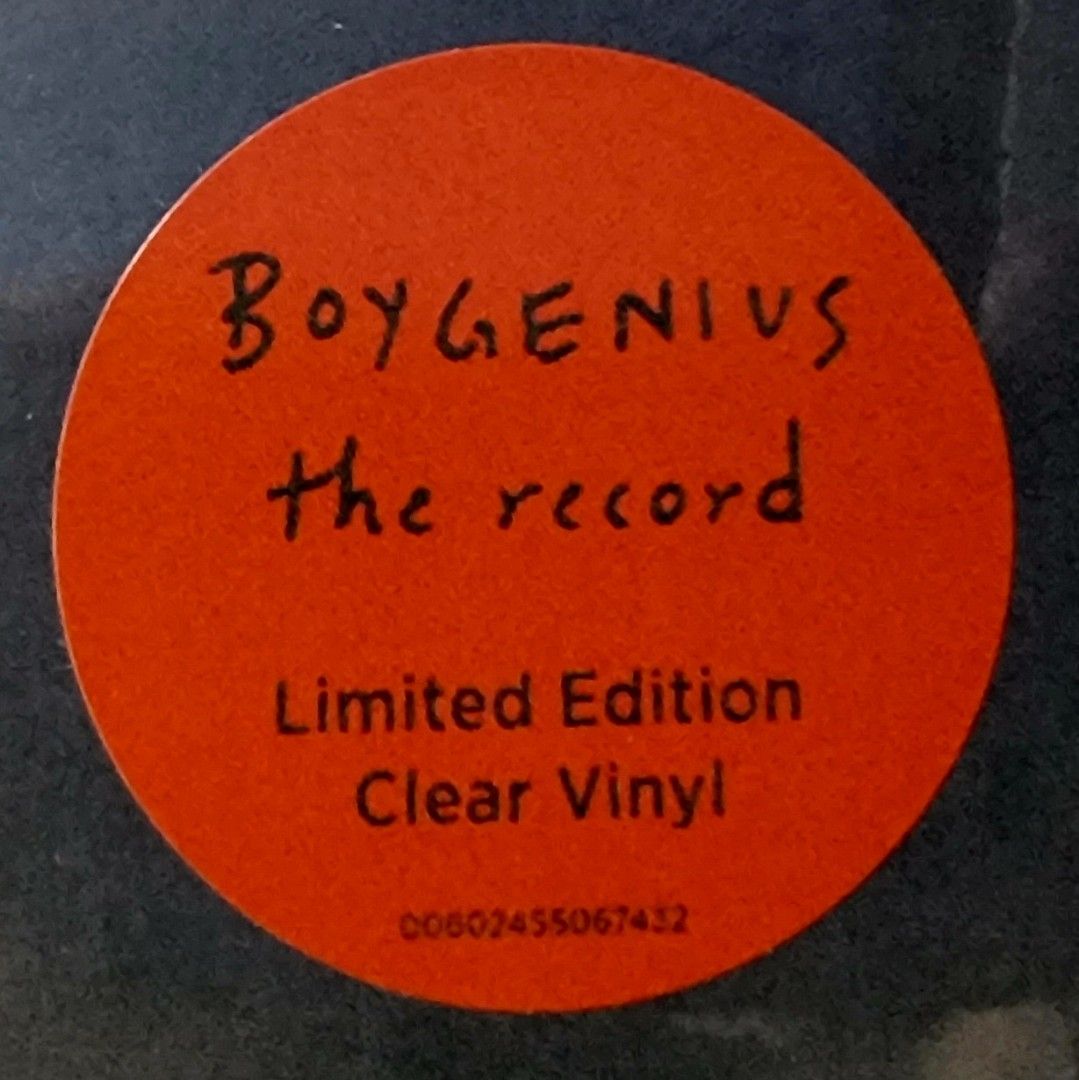 BOYGENIUS
the record
Limited Edition
Clear Vinyl
00602455067432